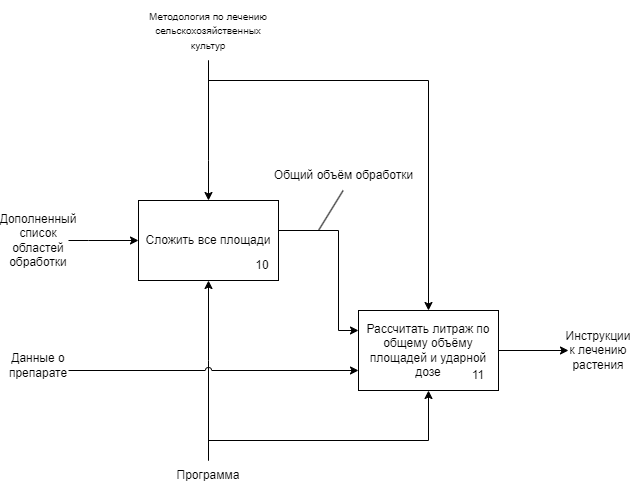 Методология по лечению
сельскохозяйственных
культур
Общий объём обработки
Дополненный
список
областей
обработки
Сложить все площади
10
Рассчитать литраж по
общему объёму
площадей и ударной
дозе
11
Инструкции
к лечению
растения
Данные о
препарате
Программа